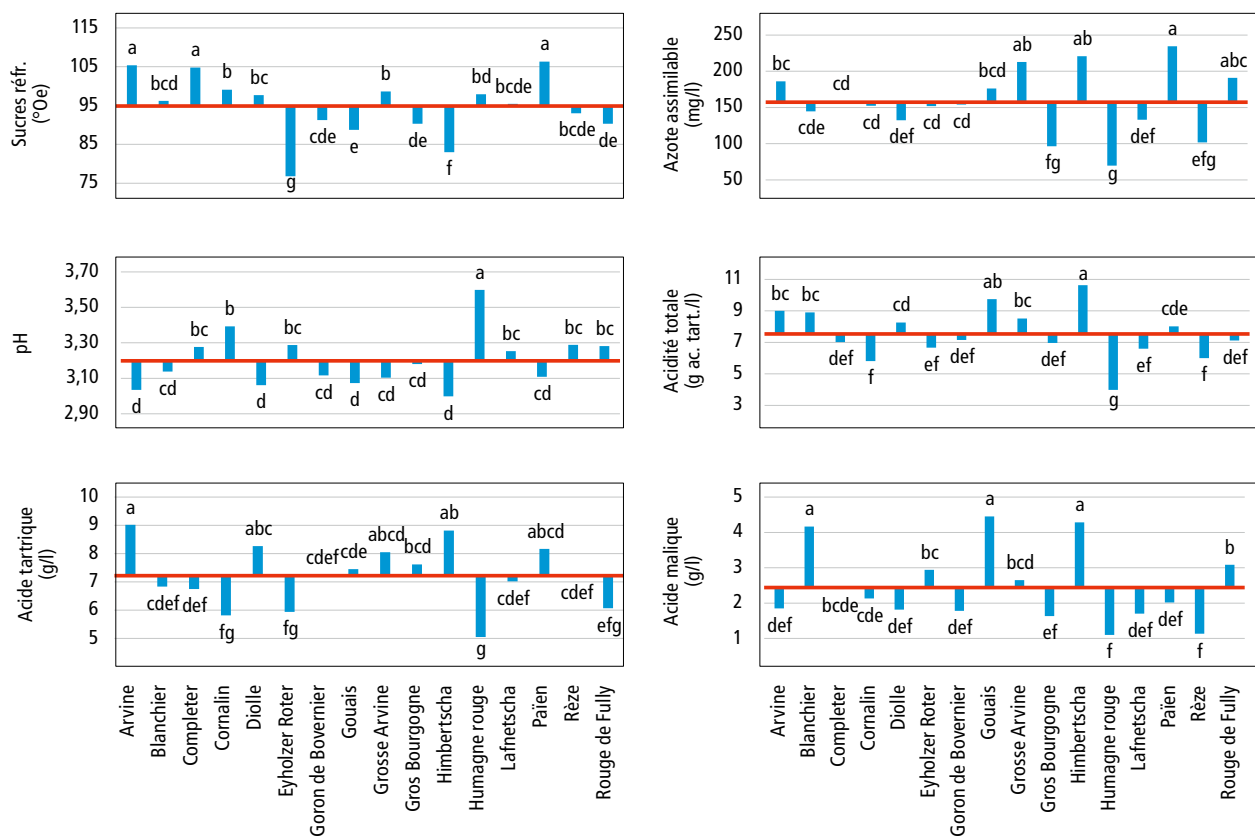 Sucres réfr.
(°Oe)
115
105
95
85
75
a
bcd
a
b
bc
g
cde
e
b
de
f
bd
bcde
a
bcde
de
Azote assimilable
(mg/l)
250
200
150
100
50
bc
cde
cd
cd
def
cd
cd
bcd
ab
fg
ab
g
def
a
efg
abc
pH
3,70
3,50
3,30
3,10
2,90
d
cd
bc
b
d
bc
cd
d
cd
cd
d
a
bc
cd
bc
bc
Acidité totale
(g ac. tart./l)
11
9
7
5
3
bc
bc
def
f
cd
ef
def
ab
bc
def
a
g
ef
cde
f
def
Acide tartrique
(g/l)
10
9
8
7
6
5
a
cdef
def
fg
abc
fg
cdef
cde
abcd
bcd
ab
g
cdef
abcd
cdef
efg
Arvine
Blanchier
Completer
Cornalin
Diolle
Eyholzer Roter
Goron de Bovernier
Gouais
Grosse Arvine
Gros Bourgogne
Himbertscha
Humagne rouge
Lafnetscha
Païen
Rèze
Rouge de Fully
Acide malique
(g/l)
5
4
3
2
1
def
a
bcde
cde
def
bc
def
a
bcd
ef
a
f
def
def
f
b
Arvine
Blanchier
Completer
Cornalin
Diolle
Eyholzer Roter
Goron de Bovernier
Gouais
Grosse Arvine
Gros Bourgogne
Himbertscha
Humagne rouge
Lafnetscha
Païen
Rèze
Rouge de Fully